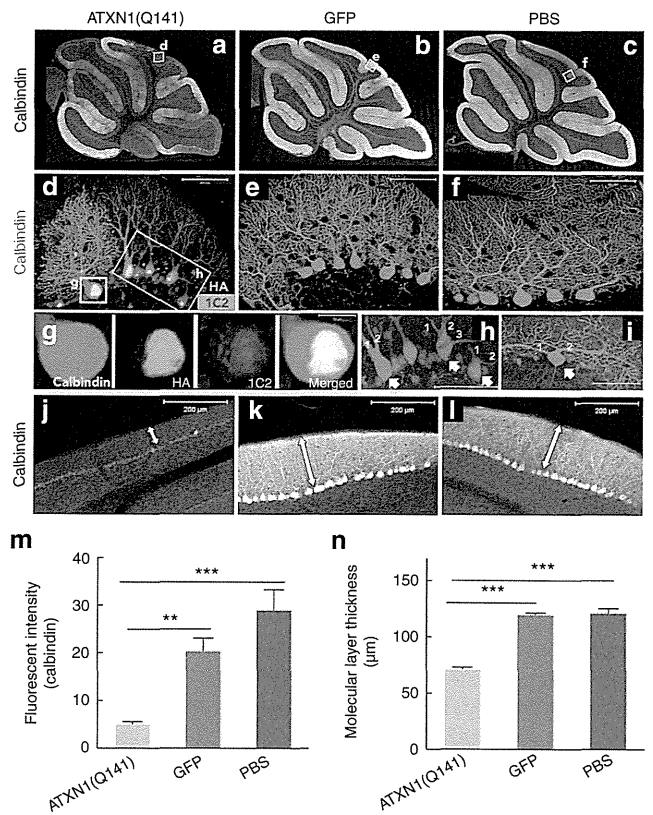 ATXN1(Q141) GFP PBS
Calbindin
a d
b e
c f
Calbindin
d g h HA 1C2
e
f
g Calbindin HA 1C2 Merged
h 2 1 2 3 1 2
i 1 2
Calbindin
j 200 μm
k 200 μm
l 200 μm
m
Fluorescent intensity
(calbindin)
40
30
20
10
0
***
**
ATXN1(Q141) GFP PBS
n
Molecular layer thickness
(μm)
150
100
50
0
***
***
ATXN1(Q141) GFP PBS